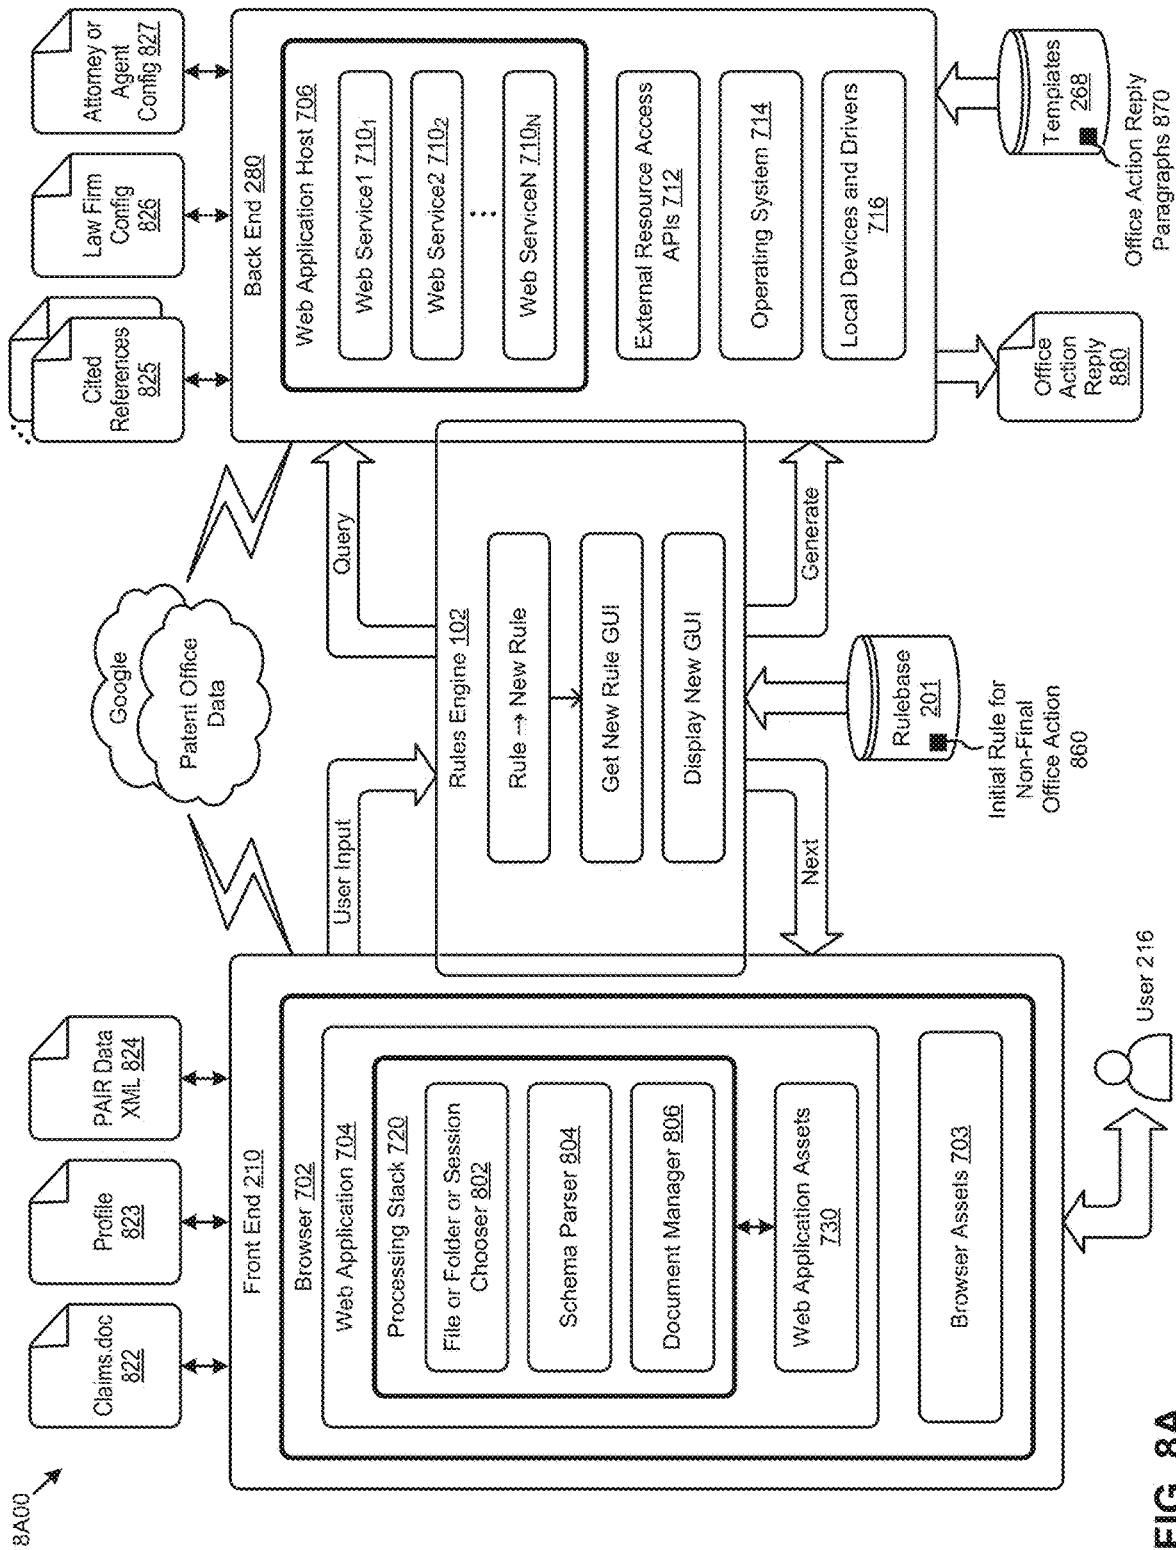 8A00
Claims.doc
822
Profile
823
PAIR Data
XML 824
Google
Patent Office
Data
Cited
References
825
Law Firm
Config
826
Attorney or
Agent
Config 827
Front End 210
Browser 702
Web Application 704
Processing Stack 720
File or Folder or Session
Chooser 802
Schema Parser 804
Document Manager 806
Web Application Assets
730
Browser Assets 703
User Input
Query
Rules Engine 102
Rule → New Rule
Get New Rule GUI
Display New GUI
Next
Generate
Back End 280
Web Application Host 706
Web Service1 710₁
Web Service2 710₂
Web ServiceN 710N
External Resource Access
APIs 712
Operating System 714
Local Devices and Drivers
716
User 216
Rulebase
201
Initial Rule for
Non-Final
Office Action
860
Office
Action
Reply
880
Templates
268
Office Action Reply
Paragraphs 870
FIG. 8A